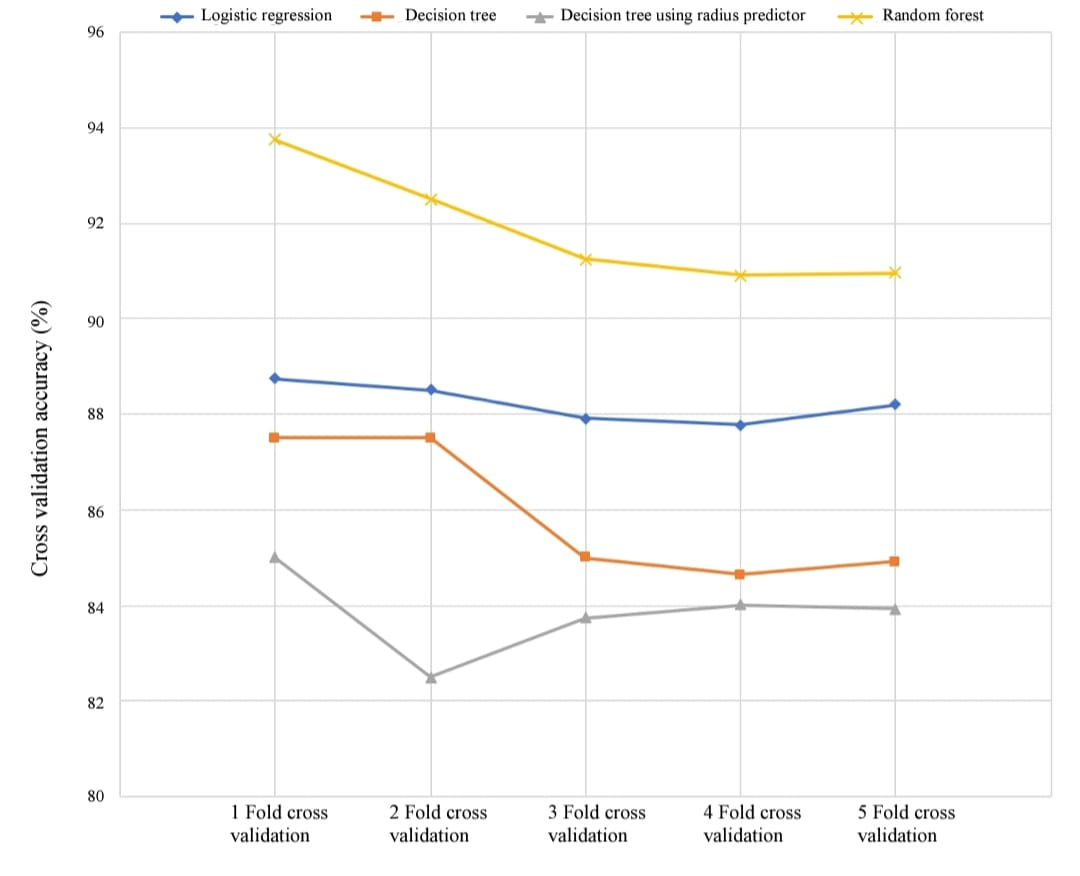 Logistic regression Decision tree Decision tree using radius predictor Random forest
96
94
92
90
88
86
84
82
80
Cross validation accuracy (%)
1 Fold cross validation
2 Fold cross validation
3 Fold cross validation
4 Fold cross validation
5 Fold cross validation